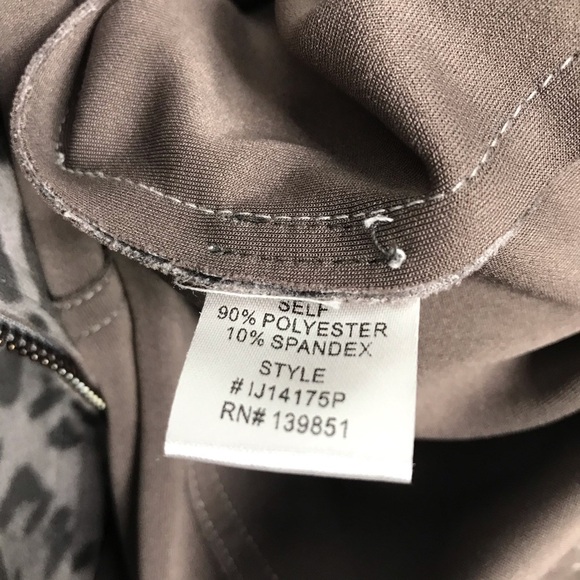 SELF
90% POLYESTER
10% SPANDEX
STYLE
# IJ14175P
RN# 139851